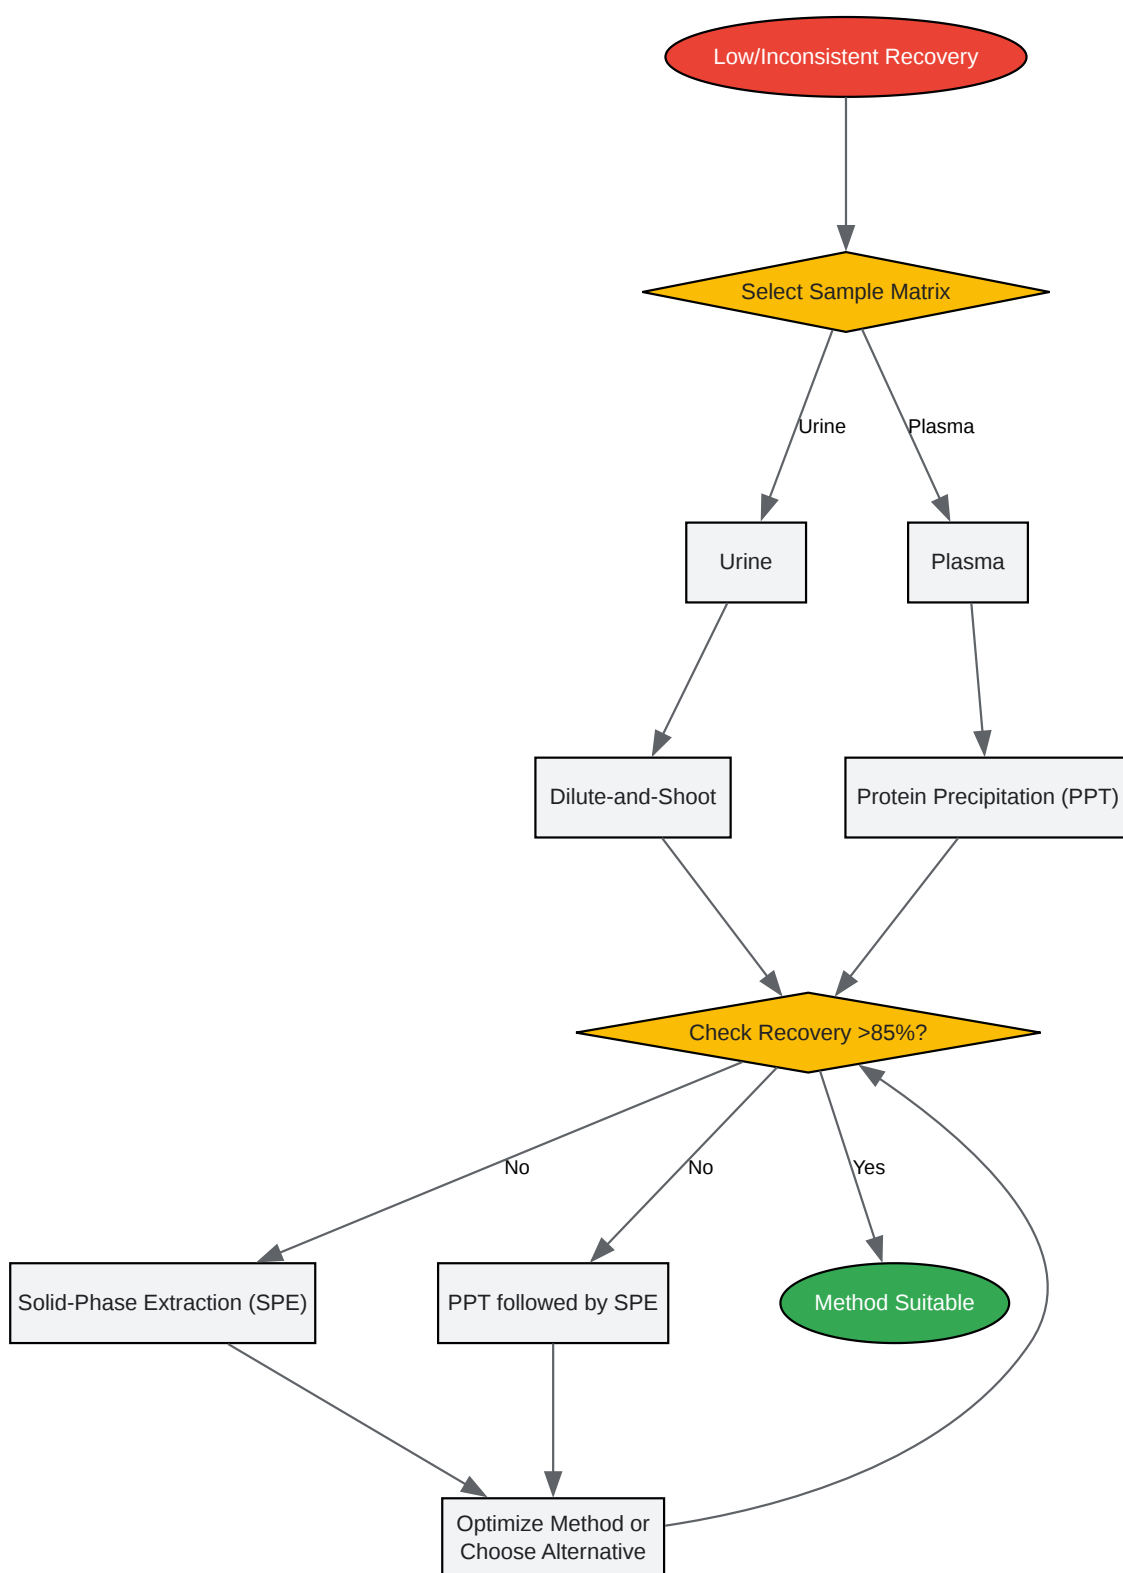 Low/Inconsistent Recovery
Select Sample Matrix
Urine
Plasma
Urine
Plasma
Dilute-and-Shoot
Protein Precipitation (PPT)
Check Recovery >85%?
No
No
Yes
Solid-Phase Extraction (SPE)
PPT followed by SPE
Method Suitable
Optimize Method or
Choose Alternative